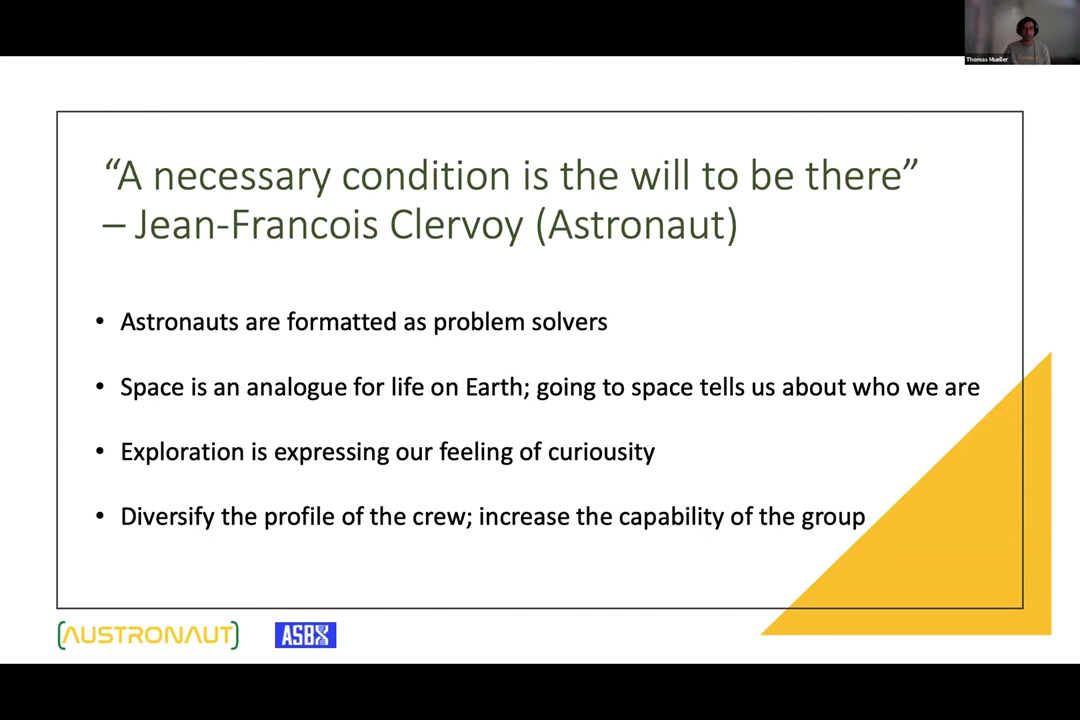 Thomas Mueller
“A necessary condition is the will to be there”
– Jean-Francois Clervoy (Astronaut)
• Astronauts are formatted as problem solvers
• Space is an analogue for life on Earth; going to space tells us about who we are
• Exploration is expressing our feeling of curiousity
• Diversify the profile of the crew; increase the capability of the group
[AUSTRONAUT]
ASBX